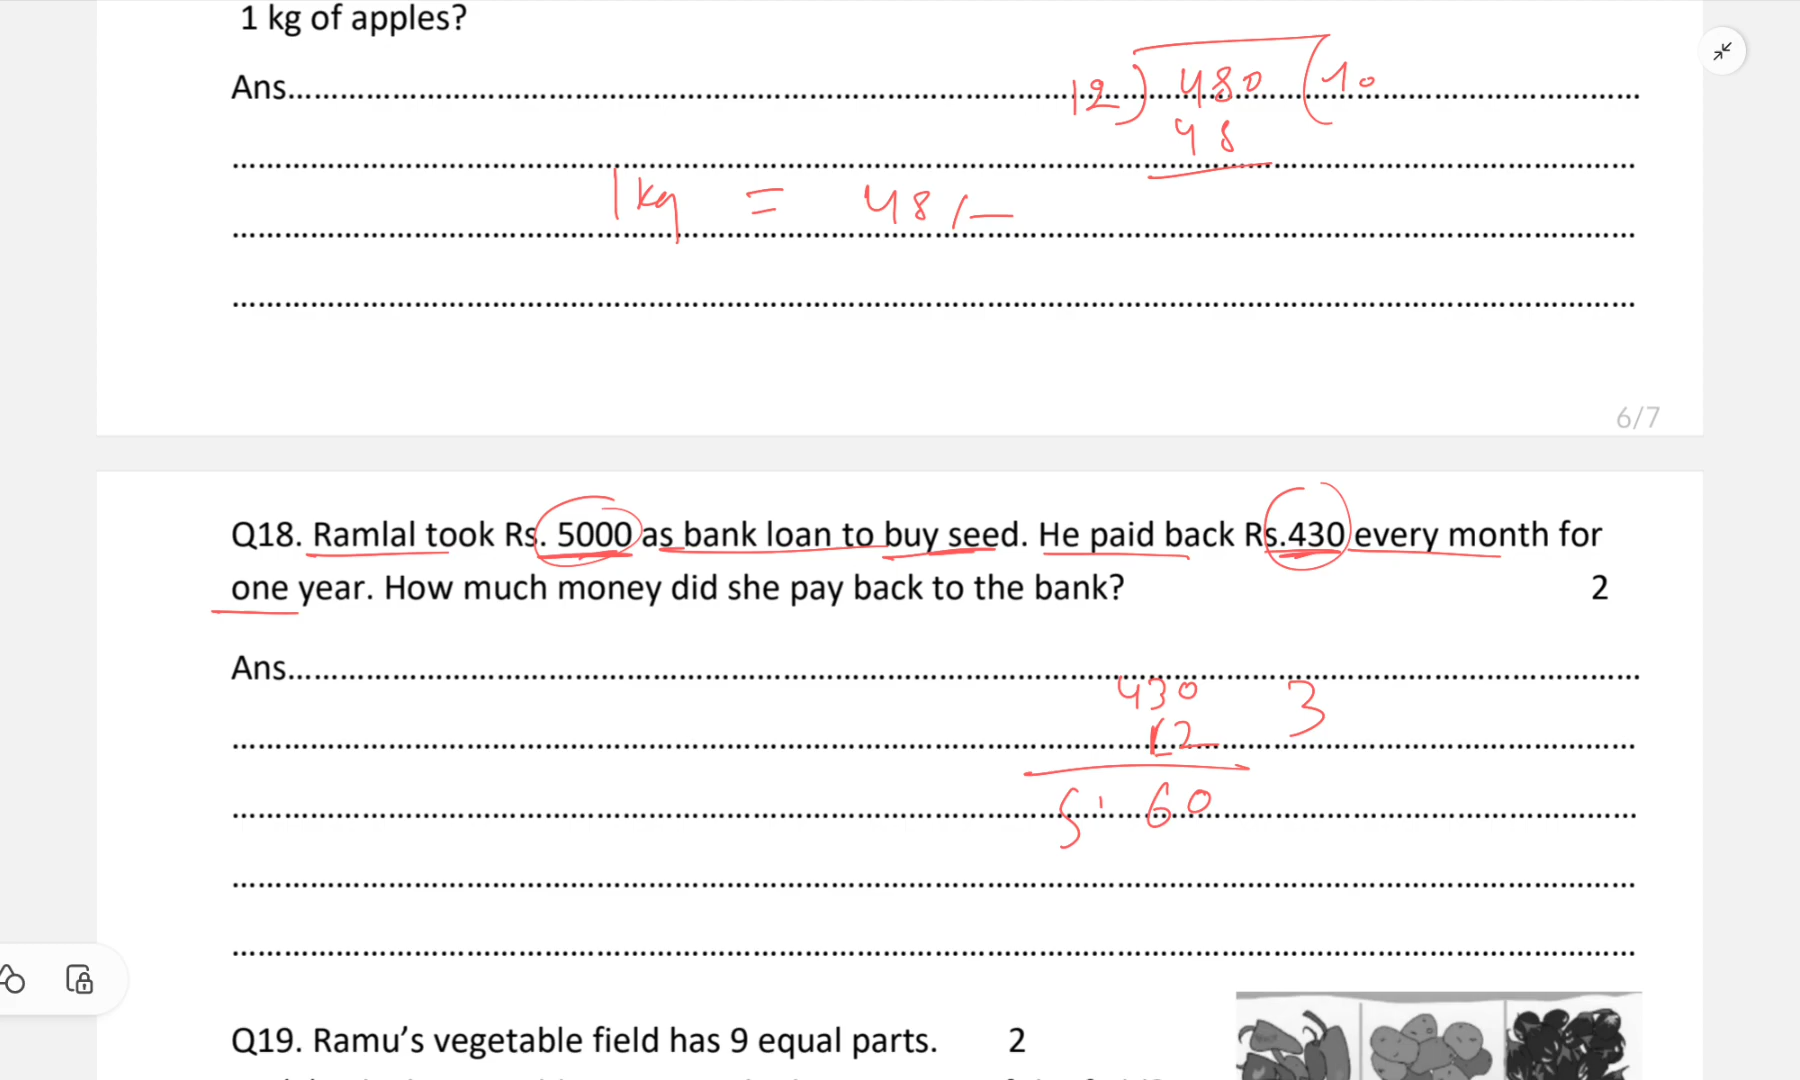 1 kg of apples?
Ans.....
12 ) 480 ( 10
48
1 kg = 48/-
6/7
Q18. Ramlal took Rs. 5000 as bank loan to buy seed. He paid back Rs.430 every month for
one year. How much money did she pay back to the bank? 2
Ans.....
430 3
12
5160
Q19. Ramu’s vegetable field has 9 equal parts. 2